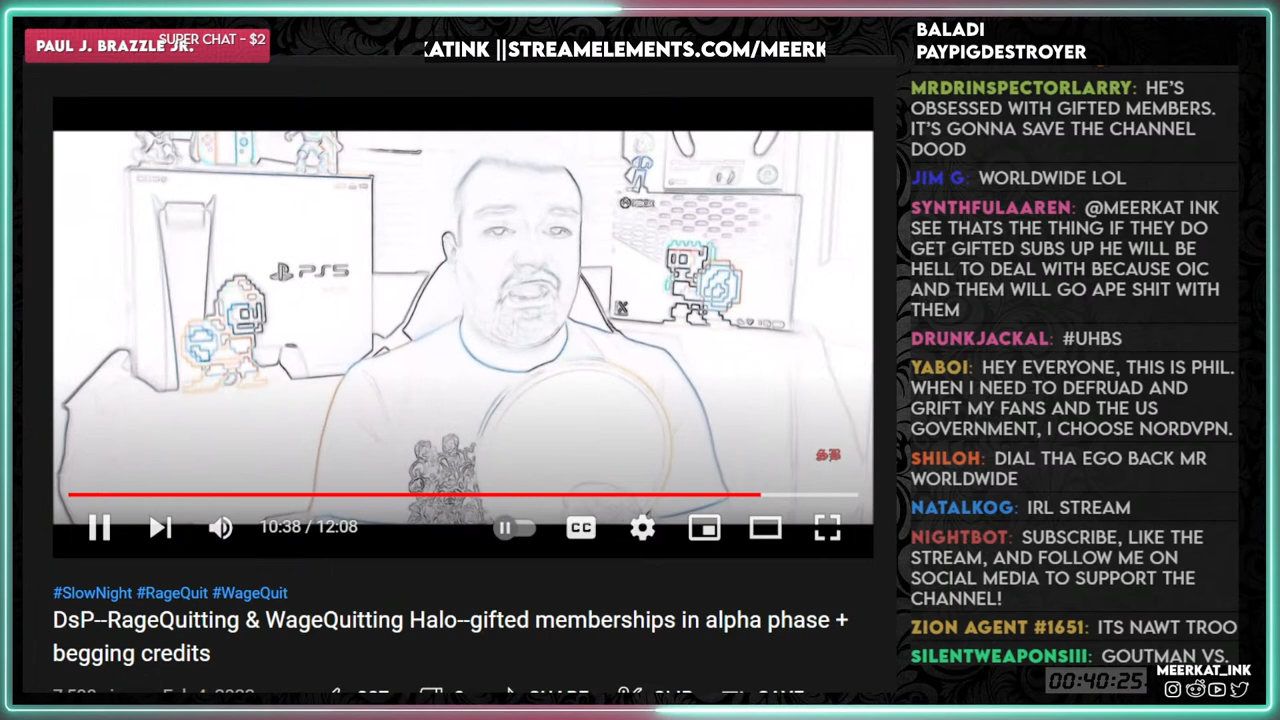 PAUL J. BRAZZLE JR.
SUPER CHAT - $2
KATINK ||STREAMELEMENTS.COM/MEERK
BALADI
PAYPIGDESTROYER
MRDRINSPECTORLARRY: HE'S
OBSESSED WITH GIFTED MEMBERS.
IT'S GONNA SAVE THE CHANNEL
DOOD
JIM G: WORLDWIDE LOL
SYNTHFULAAREN: @MEERKAT INK
SEE THATS THE THING IF THEY DO
GET GIFTED SUBS UP HE WILL BE
HELL TO DEAL WITH BECAUSE OIC
AND THEM WILL GO APE SHIT WITH
THEM
DRUNKJACKAL: #UHBS
YABOI: HEY EVERYONE, THIS IS PHIL.
WHEN I NEED TO DEFRUAD AND
GRIFT MY FANS AND THE US
GOVERNMENT, I CHOOSE NORDVPN.
SHILOH: DIAL THA EGO BACK MR
WORLDWIDE
NATALKOG: IRL STREAM
NIGHTBOT: SUBSCRIBE, LIKE THE
STREAM, AND FOLLOW ME ON
SOCIAL MEDIA TO SUPPORT THE
CHANNEL!
ZION AGENT #1651: ITS NAWT TROO
SILENTWEAPONSIII: GOUTMAN VS.
00:40:25
MEERKAT_INK
PS5
SB
10:38 / 12:08
CC
#SlowNight #RageQuit #WageQuit
DsP--RageQuitting & WageQuitting Halo--gifted memberships in alpha phase +
begging credits